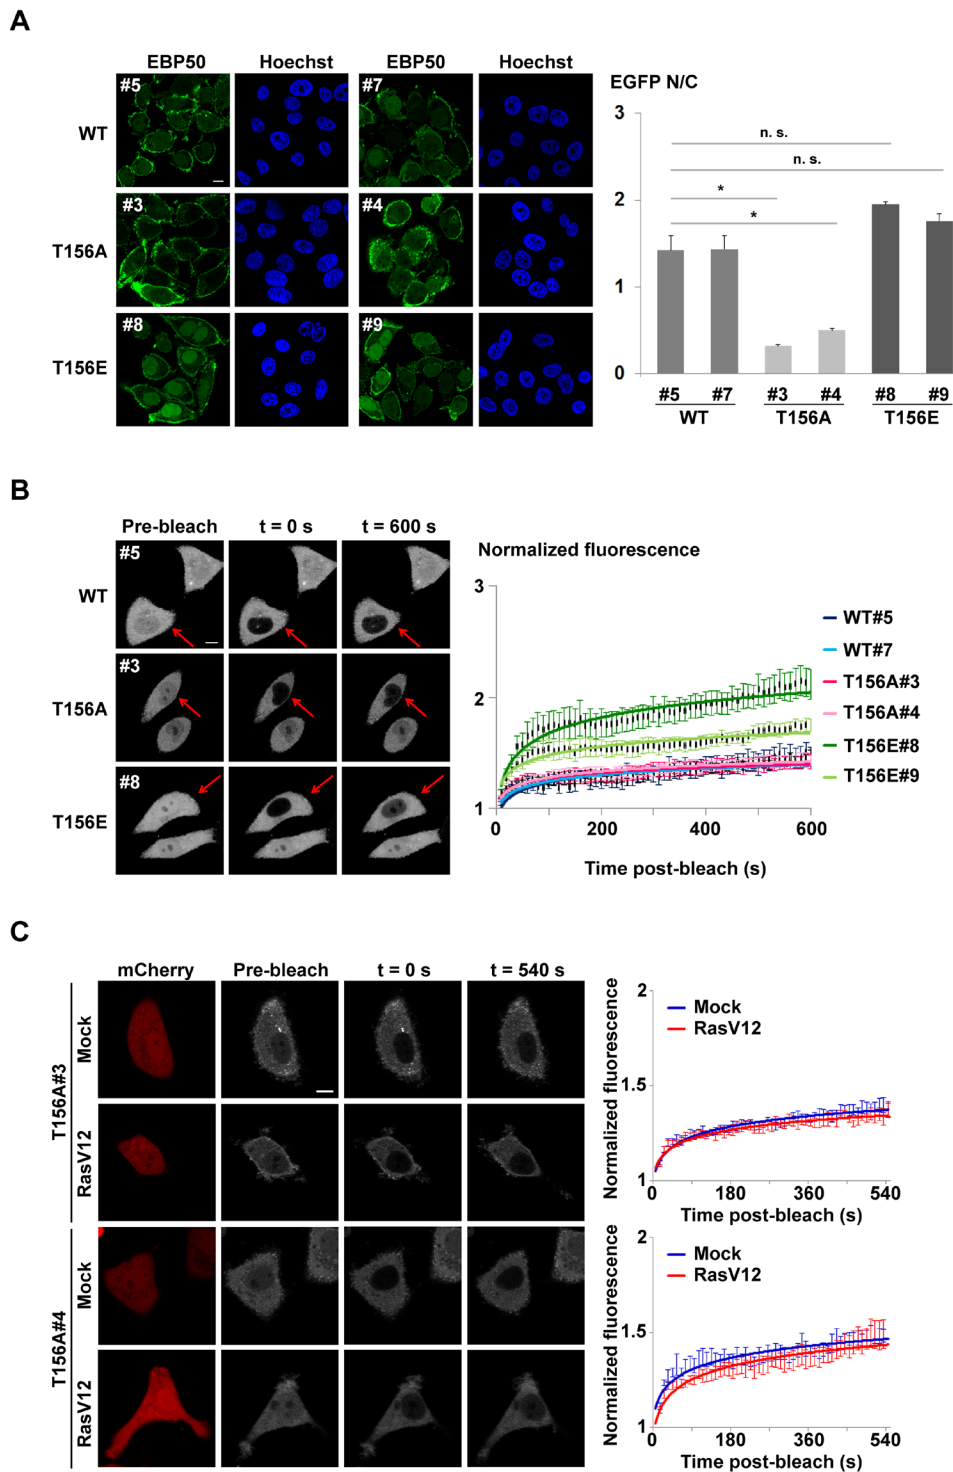 A
EBP50 Hoechst EBP50 Hoechst
EGFP N/C
WT
#5
#7
T156A
#3
#4
T156E
#8
#9
3
2
1
0
n. s.
n. s.
*
*
#5 #7 #3 #4 #8 #9
WT T156A T156E
B
Pre-bleach t = 0 s t = 600 s
WT
#5
T156A
#3
T156E
#8
Normalized fluorescence
3
2
1
0 200 400 600
Time post-bleach (s)
WT#5
WT#7
T156A#3
T156A#4
T156E#8
T156E#9
C
mCherry Pre-bleach t = 0 s t = 540 s
T156A#3
Mock
RasV12
T156A#4
Mock
RasV12
Normalized fluorescence
2
1.5
1
Mock
RasV12
0 180 360 540
Time post-bleach (s)
Normalized fluorescence
2
1.5
1
Mock
RasV12
0 180 360 540
Time post-bleach (s)